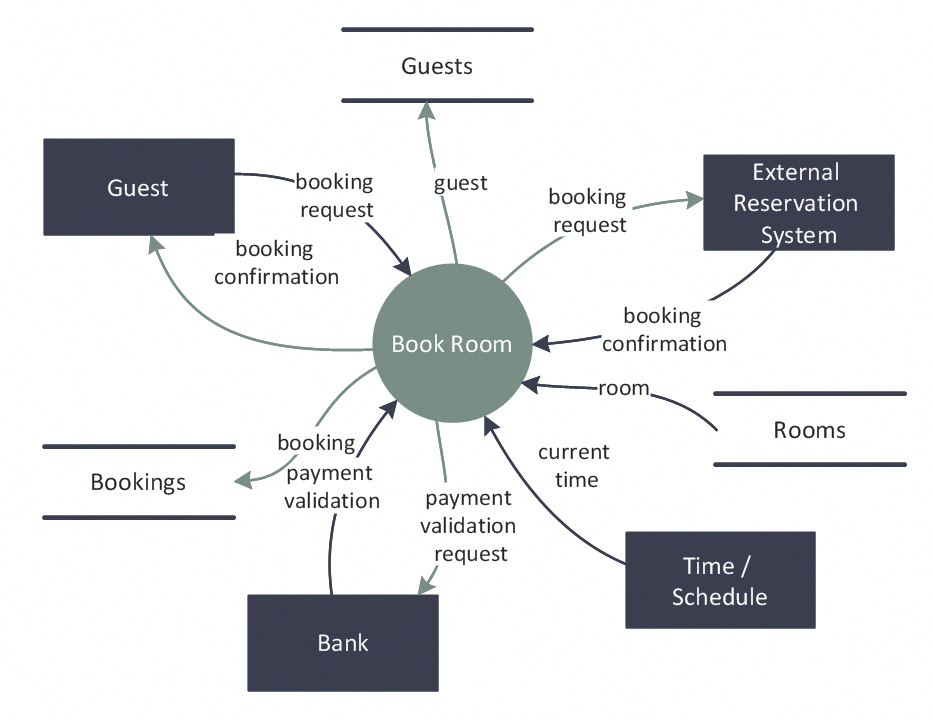 Guests
Guest
booking
request
guest
booking
request
External
Reservation
System
booking
confirmation
Book Room
booking
confirmation
room
Rooms
booking
Bookings
payment
validation
current
time
payment
validation
request
Time /
Schedule
Bank